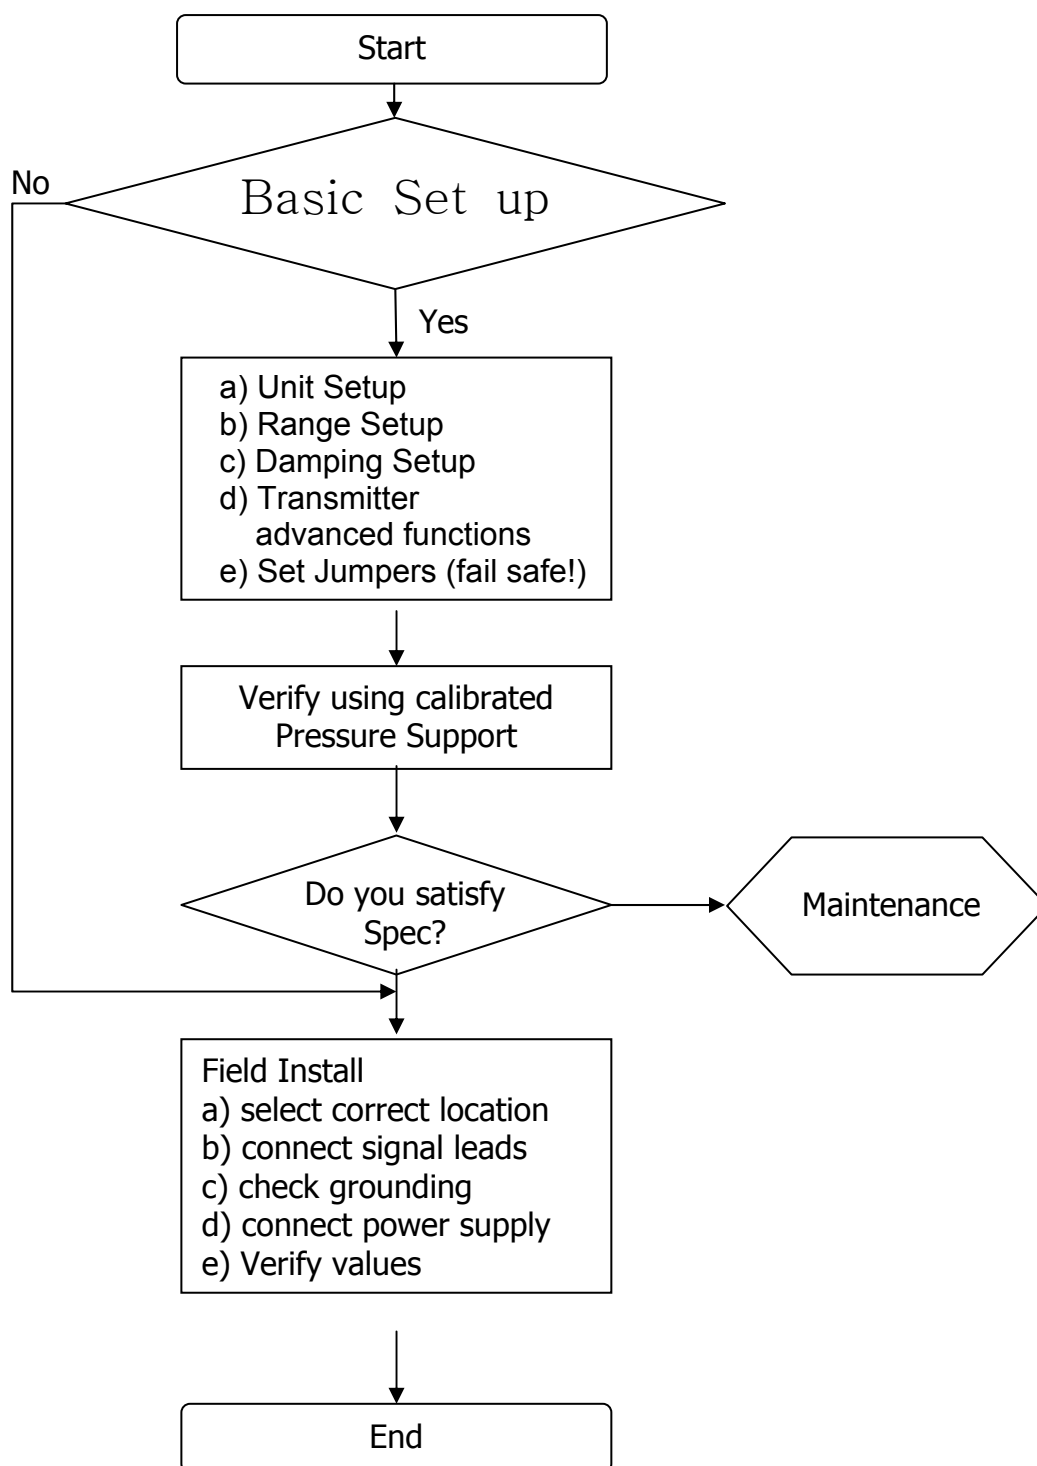 Start
No
Basic Set up
Yes
a) Unit Setup
b) Range Setup
c) Damping Setup
d) Transmitter
advanced functions
e) Set Jumpers (fail safe!)
Verify using calibrated
Pressure Support
Do you satisfy
Spec?
Maintenance
Field Install
a) select correct location
b) connect signal leads
c) check grounding
d) connect power supply
e) Verify values
End